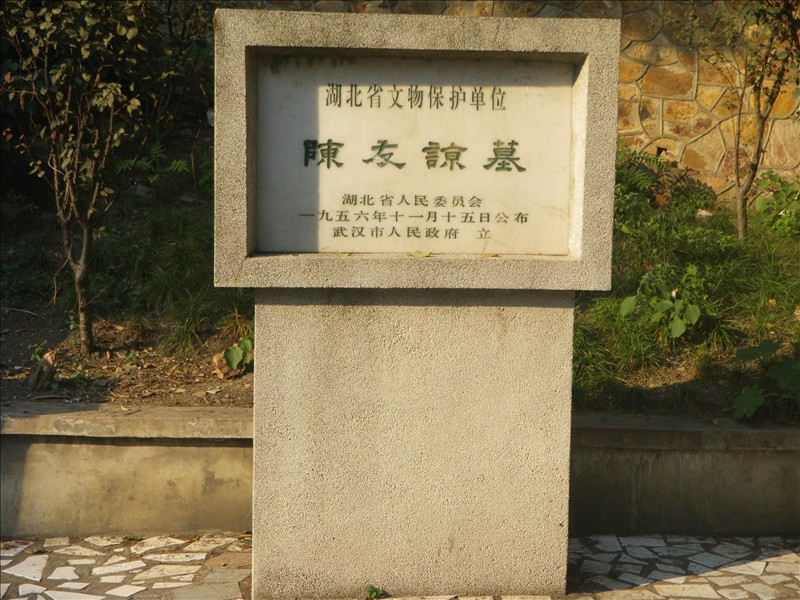 湖北省文物保护单位
陳友諒墓
湖北省人民委员会
一九五六年十一月十五日公布
武汉市人民政府 立